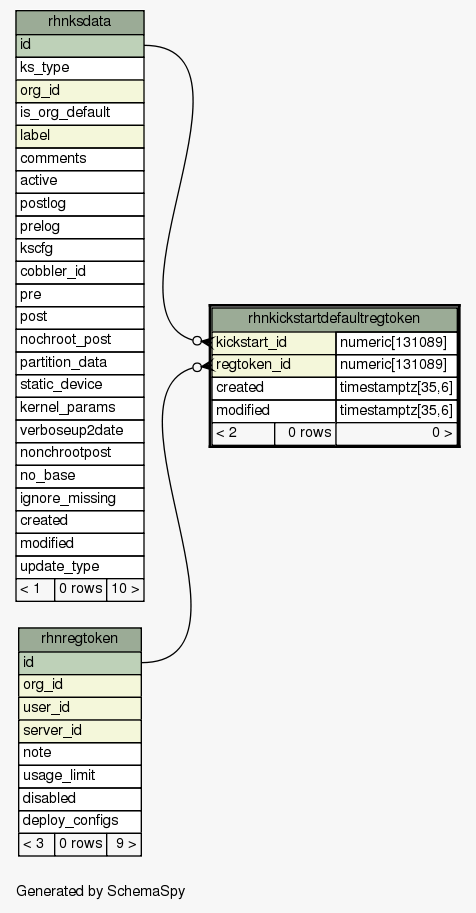 rhnksdata
id
ks_type
org_id
is_org_default
label
comments
active
postlog
prelog
kscfg
cobbler_id
pre
post
nochroot_post
partition_data
static_device
kernel_params
verboseup2date
nonchrootpost
no_base
ignore_missing
created
modified
update_type
< 1 0 rows 10 >
rhnkickstartdefaultregtoken
kickstart_id numeric[131089]
regtoken_id numeric[131089]
created timestamptz[35,6]
modified timestamptz[35,6]
< 2 0 rows 0 >
rhnregtoken
id
org_id
user_id
server_id
note
usage_limit
disabled
deploy_configs
< 3 0 rows 9 >
Generated by SchemaSpy